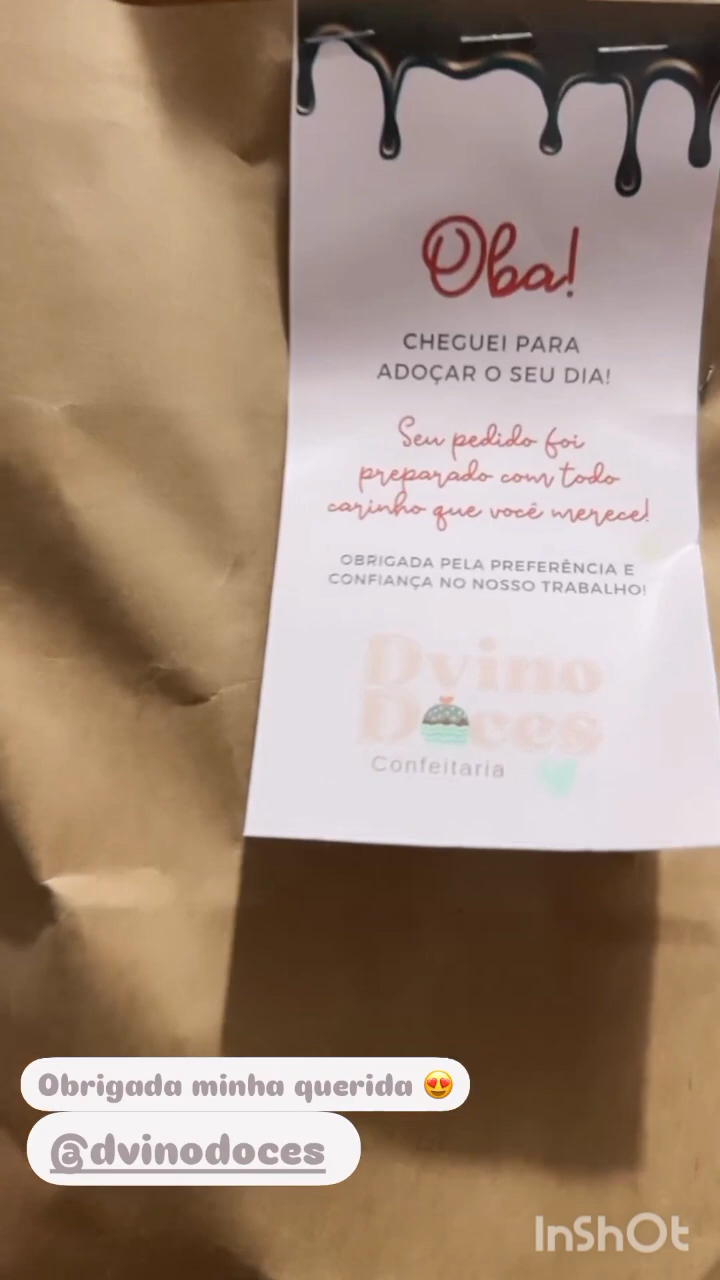 Oba!
CHEGUEI PARA
ADOÇAR O SEU DIA!
Seu pedido foi
preparado com todo
carinho que você merece!
OBRIGADA PELA PREFERÊNCIA E
CONFIANÇA NO NOSSO TRABALHO!
Dvino
Doces
Confeitaria
Obrigada minha querida 😍
@dvinodoces
InShOt